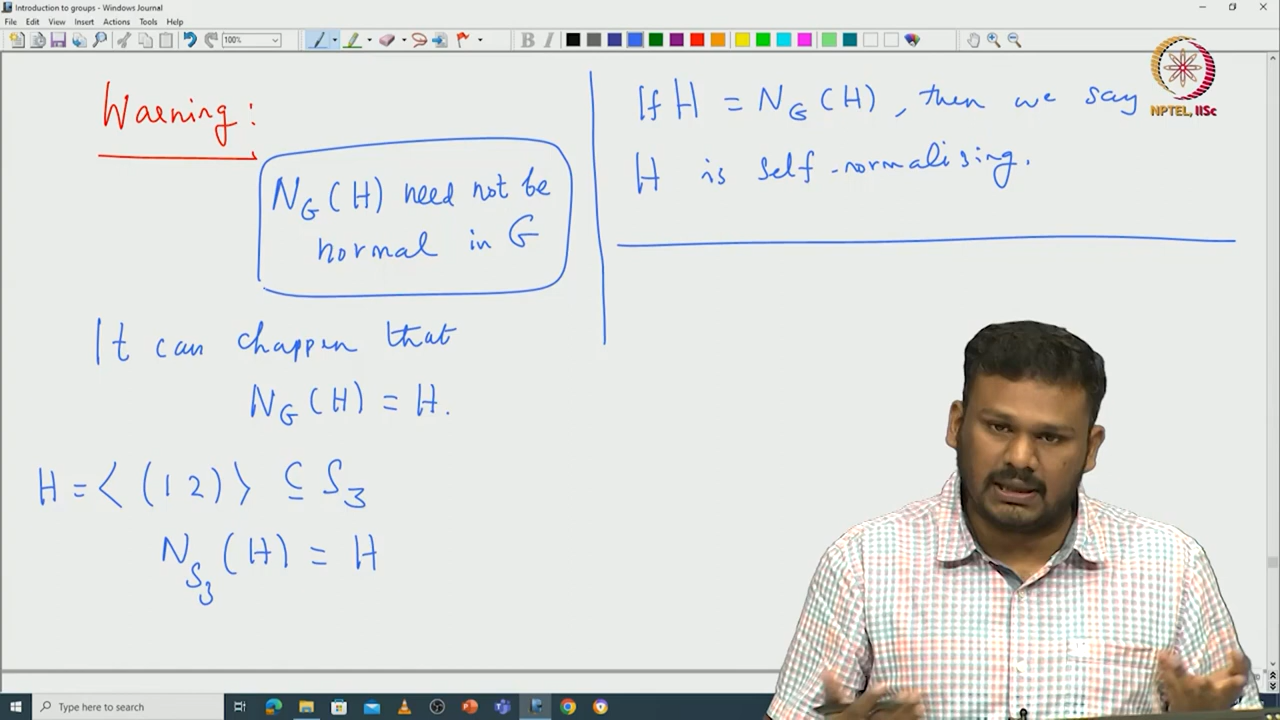 Introduction to groups - Windows Journal
File Edit View Insert Actions Tools Help
100%
Warning:
N_G(H) need not be
normal in G
It can chappen that
N_G(H) = H.
H = < (1 2) > ⊆ S_3
N_{S_3}(H) = H
If H = N_G(H), then we say
H is self-normalising.
NPTEL, IISc
Type here to search